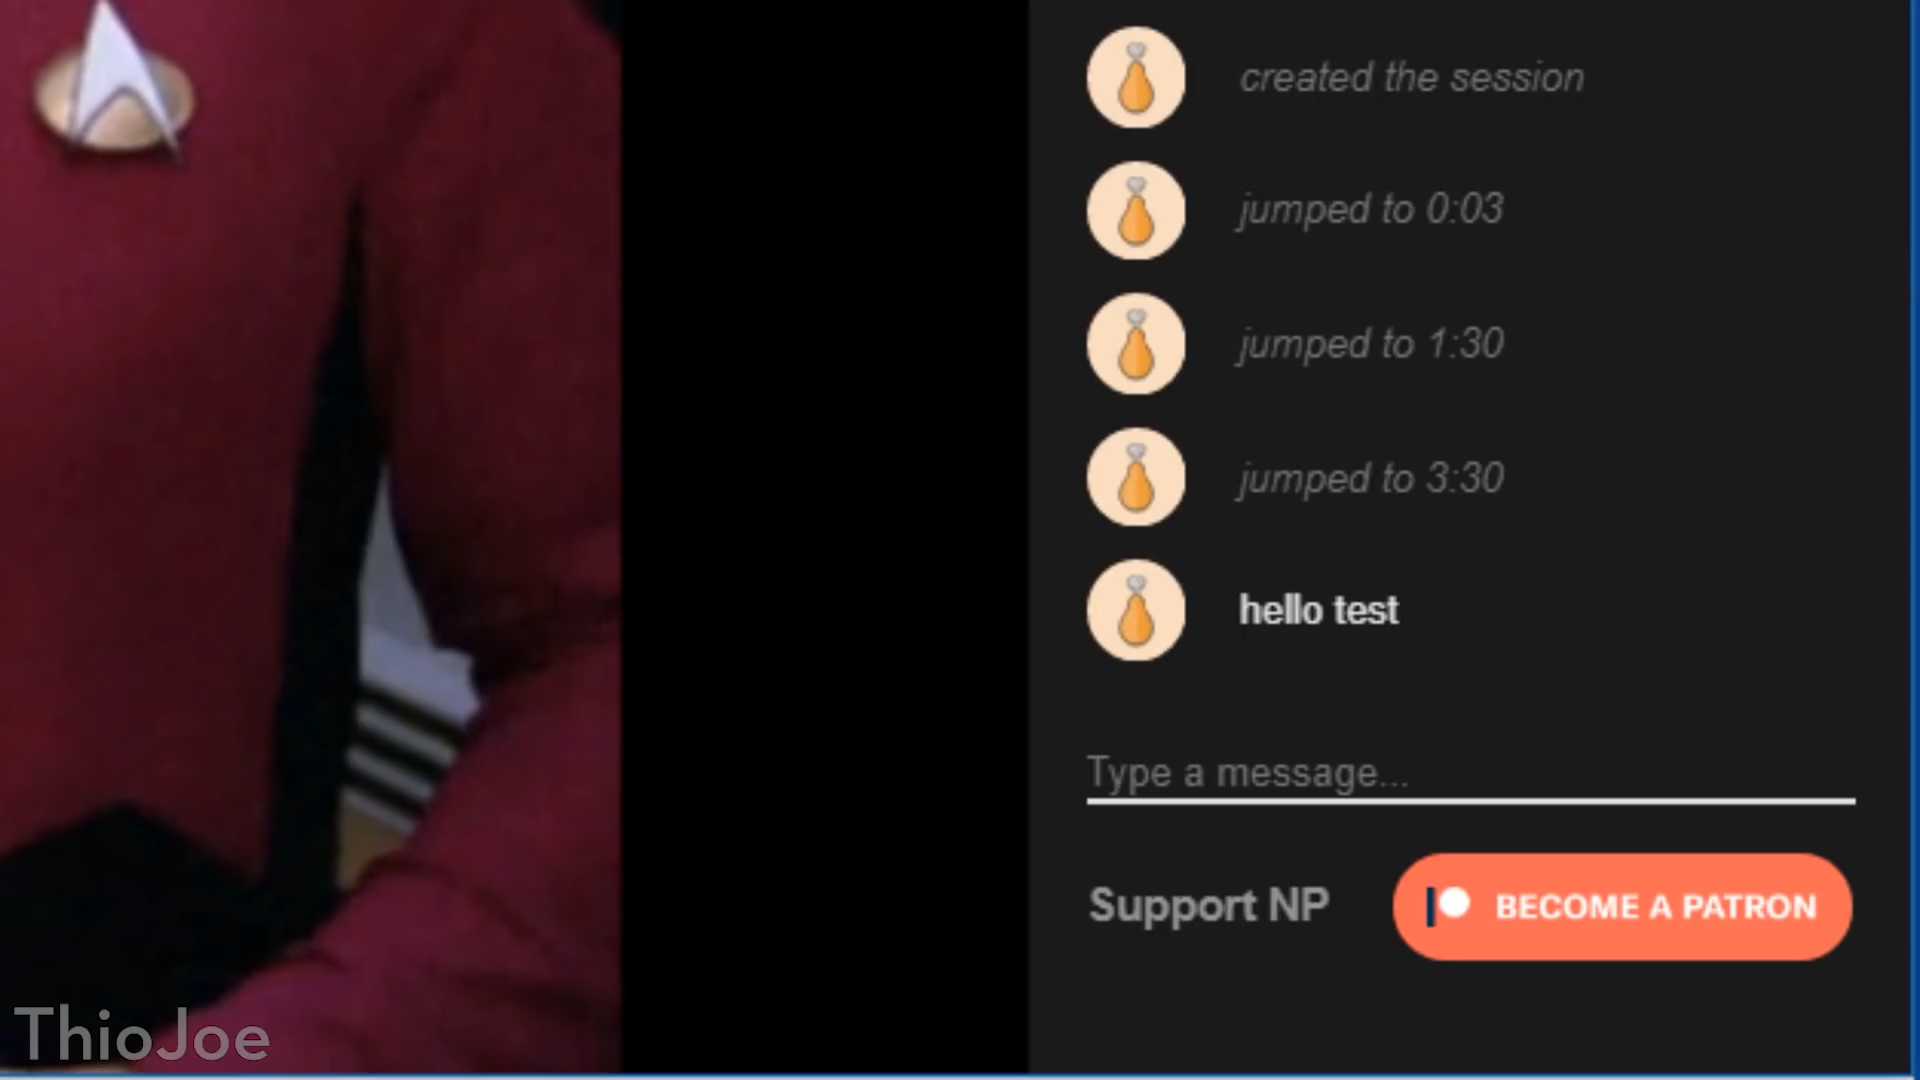 created the session
jumped to 0:03
jumped to 1:30
jumped to 3:30
hello test
Type a message...
Support NP
BECOME A PATRON
ThioJoe